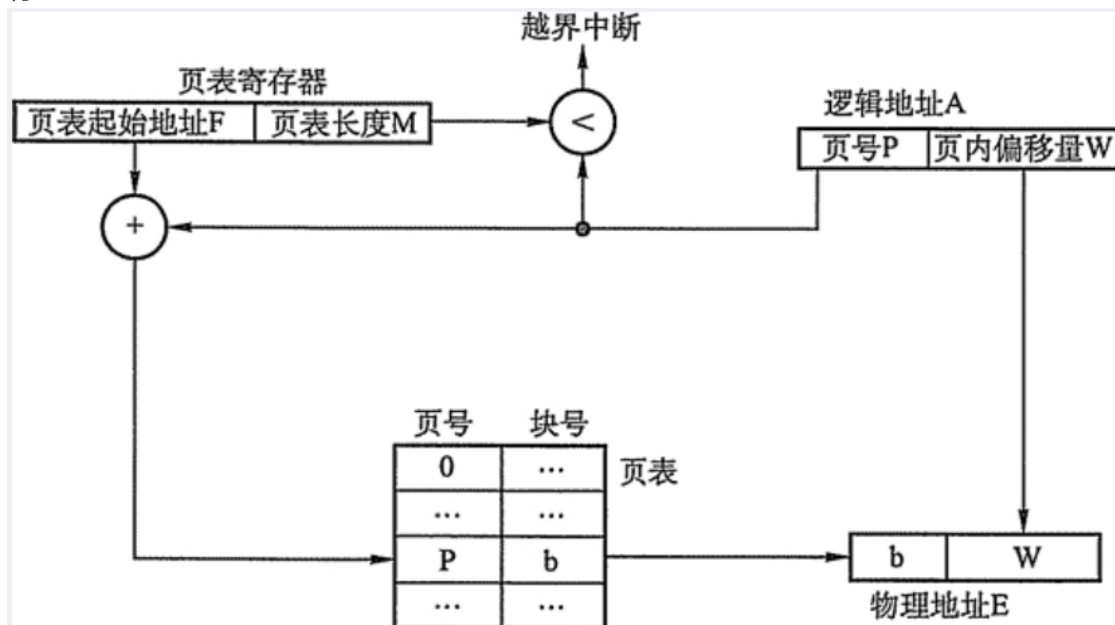 越界中断
页表寄存器
页表起始地址F 页表长度M
<
逻辑地址A
页号P 页内偏移量W
+
页号 块号
0 …
页表
… …
P b
… …
b W
物理地址E